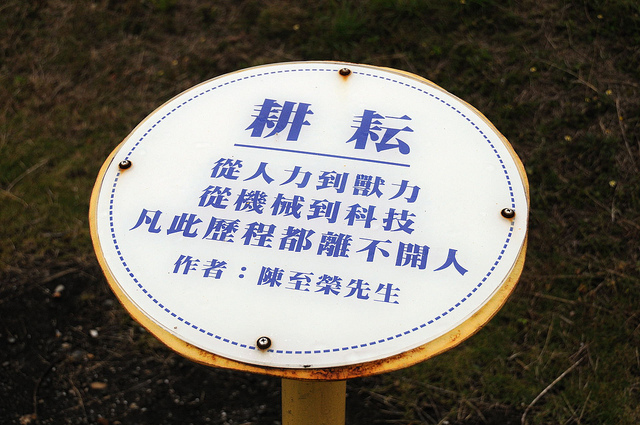 耕耘
從人力到獸力
從機械到科技
凡此歷程都離不開人
作者：陳至榮先生